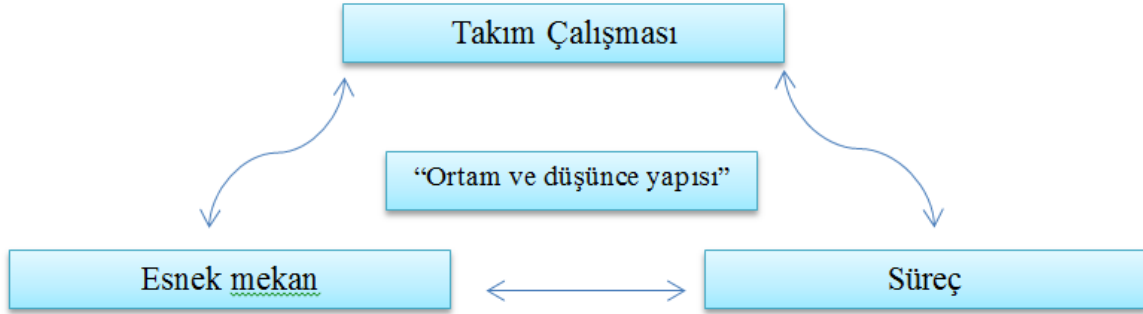 Takım Çalışması
“Ortam ve düşünce yapısı”
Esnek mekan
Süreç